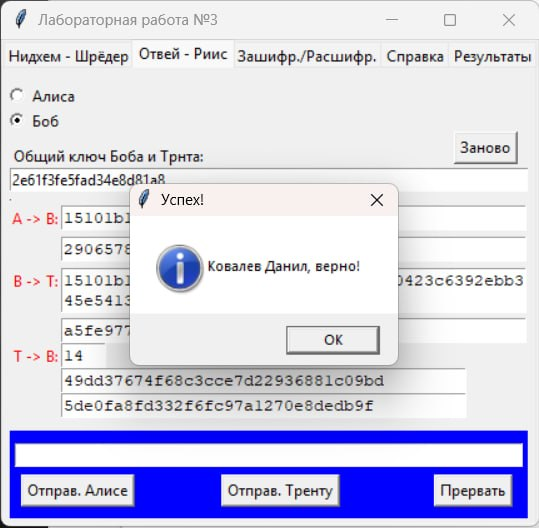 Лабораторная работа №3
Нидхем - Шрёдер Отвей - Риис Зашифр./Расшифр. Справка Результаты
Алиса
Боб
Заново
Общий ключ Боба и Трнта:
2e61f3fe5fad34e8d81a8
Успех!
A -> B: 15101b1
2906578
Ковалев Данил, верно!
B -> T: 15101b1 0423c6392ebb3
45e5413
a5fe977
OK
T -> B: 14
49dd37674f68c3cce7d22936881c09bd
5de0fa8fd332f6fc97a1270e8dedb9f
Отправ. Алисе Отправ. Тренту Прервать